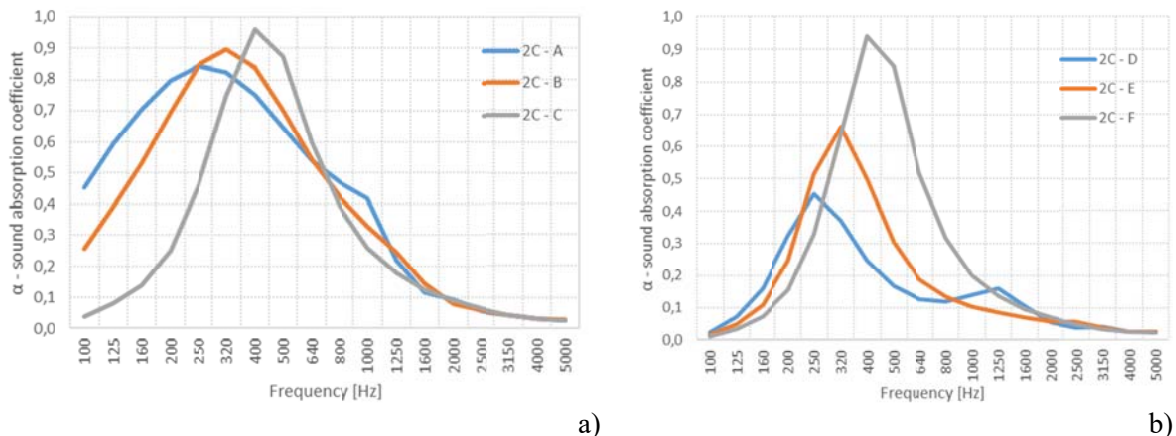 1,0
0,9
0,8
0,7
0,6
0,5
0,4
0,3
0,2
0,1
0,0
α - sound absorption coefficient
2C - A
2C - B
2C - C
100 125 160 200 250 320 400 500 640 800 1000 1250 1600 2000 2500 3150 4000 5000
Frequency [Hz]
a)
1,0
0,9
0,8
0,7
0,6
0,5
0,4
0,3
0,2
0,1
0,0
α - sound absorption coefficient
2C - D
2C - E
2C - F
100 125 160 200 250 320 400 500 640 800 1000 1250 1600 2000 2500 3150 4000 5000
Frequency [Hz]
b)